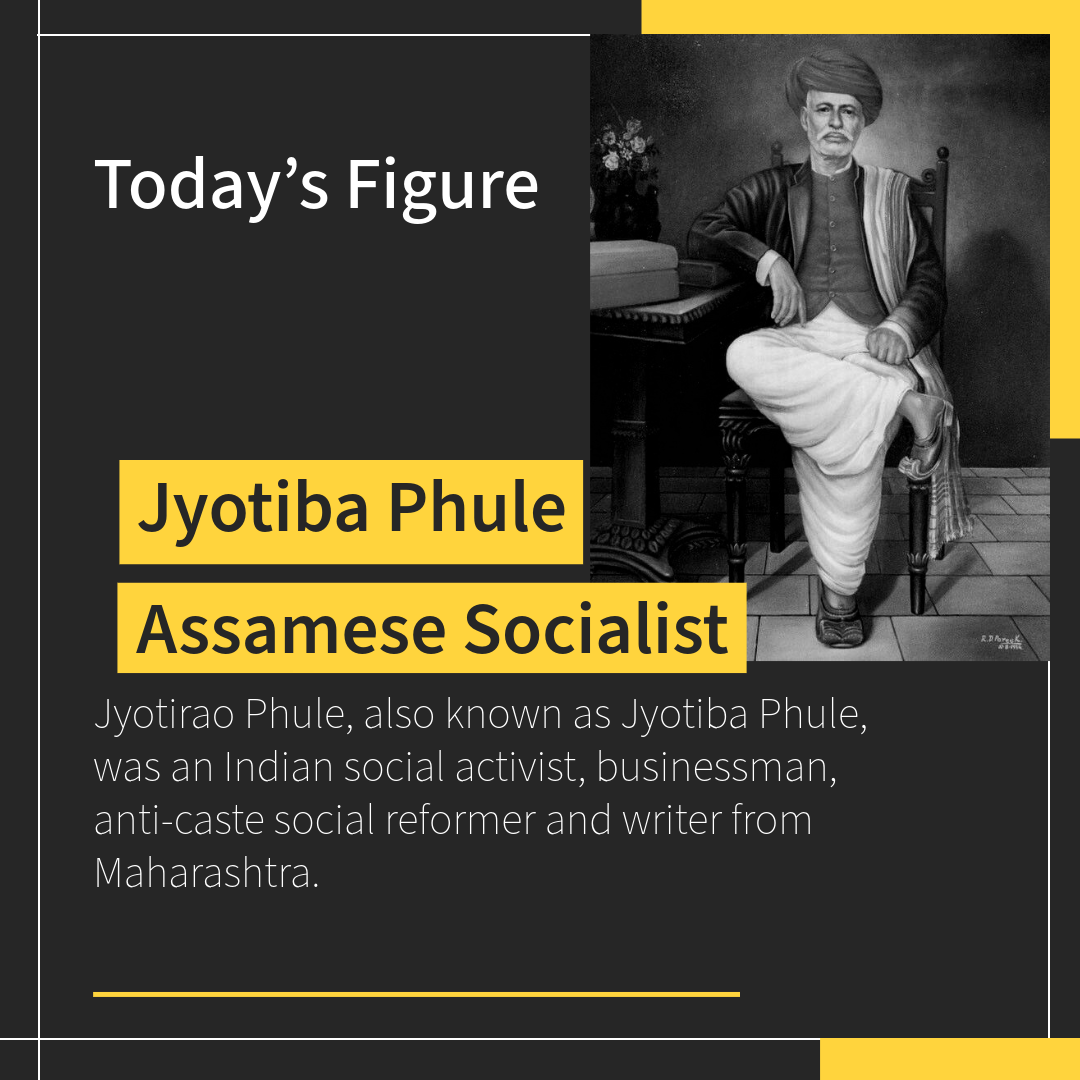 Today’s Figure
Jyotiba Phule
Assamese Socialist
Jyotirao Phule, also known as Jyotiba Phule,
was an Indian social activist, businessman,
anti-caste social reformer and writer from
Maharashtra.